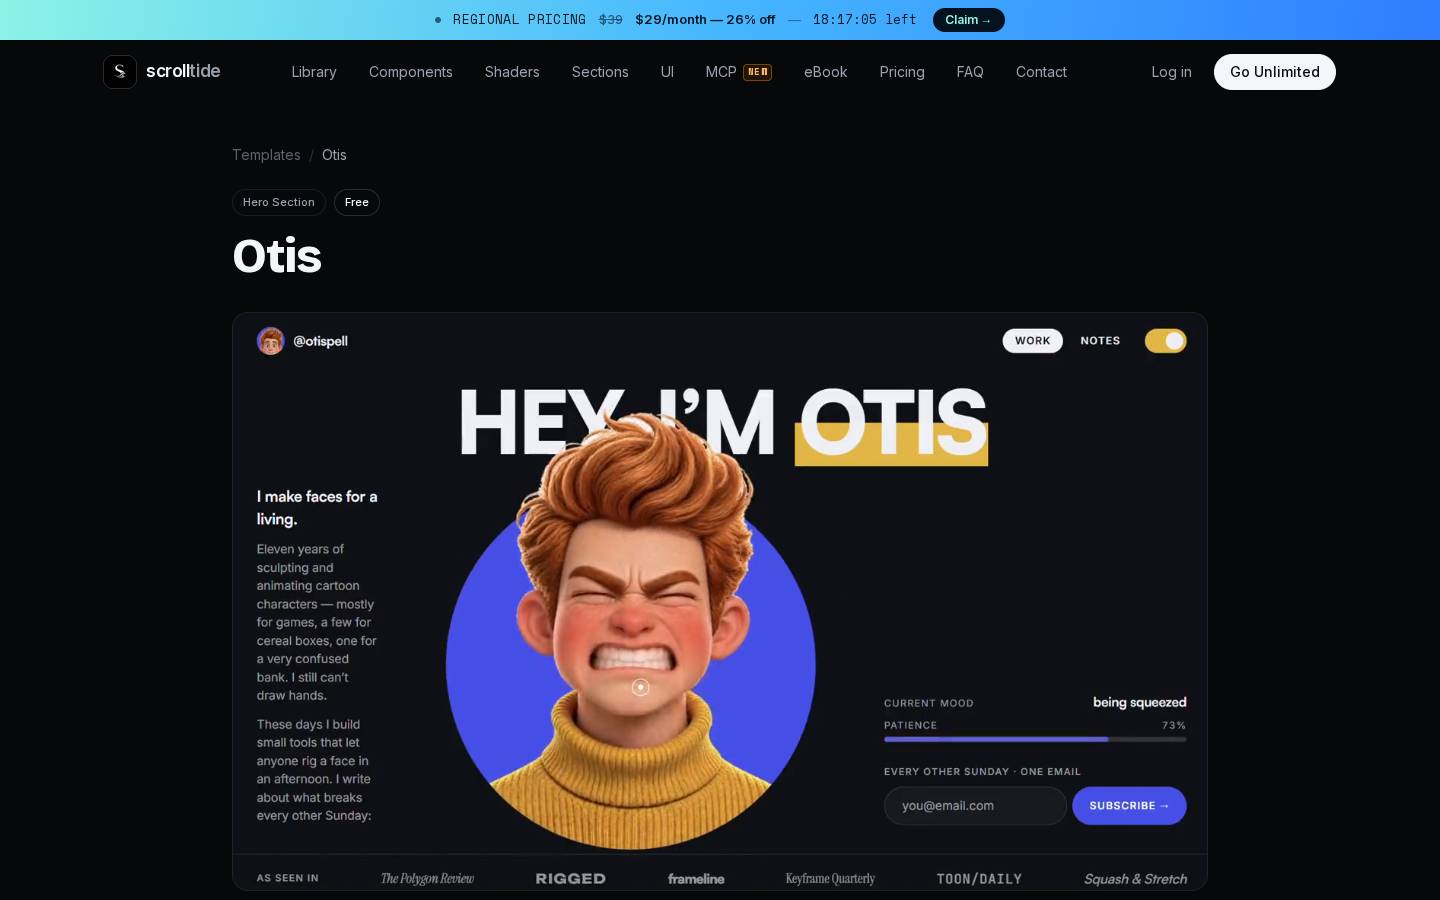 REGIONAL PRICING $39 $29/month — 26% off — 18:17:05 left Claim →
scrolltide Library Components Shaders Sections UI MCP NEW eBook Pricing FAQ Contact Log in Go Unlimited
Templates / Otis
Hero Section Free
Otis
@otispell WORK NOTES
HEY, I'M OTIS
I make faces for a
living.
Eleven years of
sculpting and
animating cartoon
characters — mostly
for games, a few for
cereal boxes, one for
a very confused
bank. I still can't
draw hands.
These days I build
small tools that let
anyone rig a face in
an afternoon. I write
about what breaks
every other Sunday:
CURRENT MOOD being squeezed
PATIENCE 73%
EVERY OTHER SUNDAY · ONE EMAIL
you@email.com SUBSCRIBE →
AS SEEN IN The Polygon Review RIGGED frameline Keyframe Quarterly TOON/DAILY Squash & Stretch